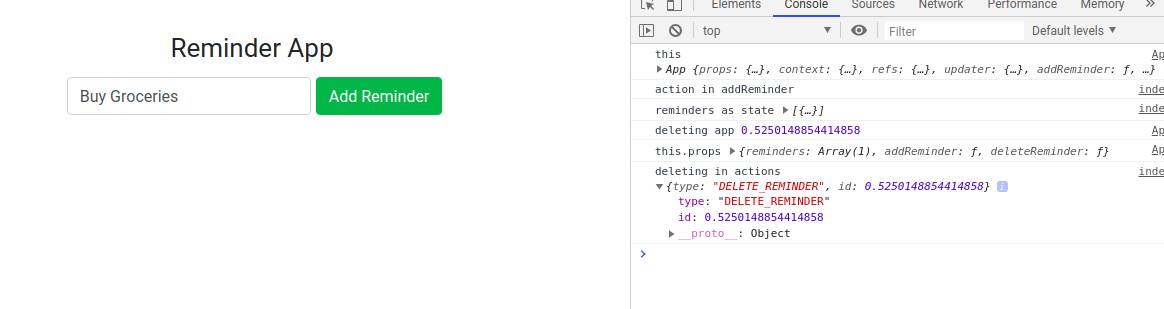 Reminder App
Buy Groceries
Add Reminder
Elements Console Sources Network Performance Memory »
top Filter Default levels ▼
this Ap
▶App {props: {…}, context: {…}, refs: {…}, updater: {…}, addReminder: ƒ, …}
action in addReminder inde
reminders as state ▶[{…}] inde
deleting app 0.5250148854414858 Ap
this.props ▶{reminders: Array(1), addReminder: ƒ, deleteReminder: ƒ} Ap
deleting in actions inde
▼{type: "DELETE_REMINDER", id: 0.5250148854414858} i
type: "DELETE_REMINDER"
id: 0.5250148854414858
▶__proto__: Object
>